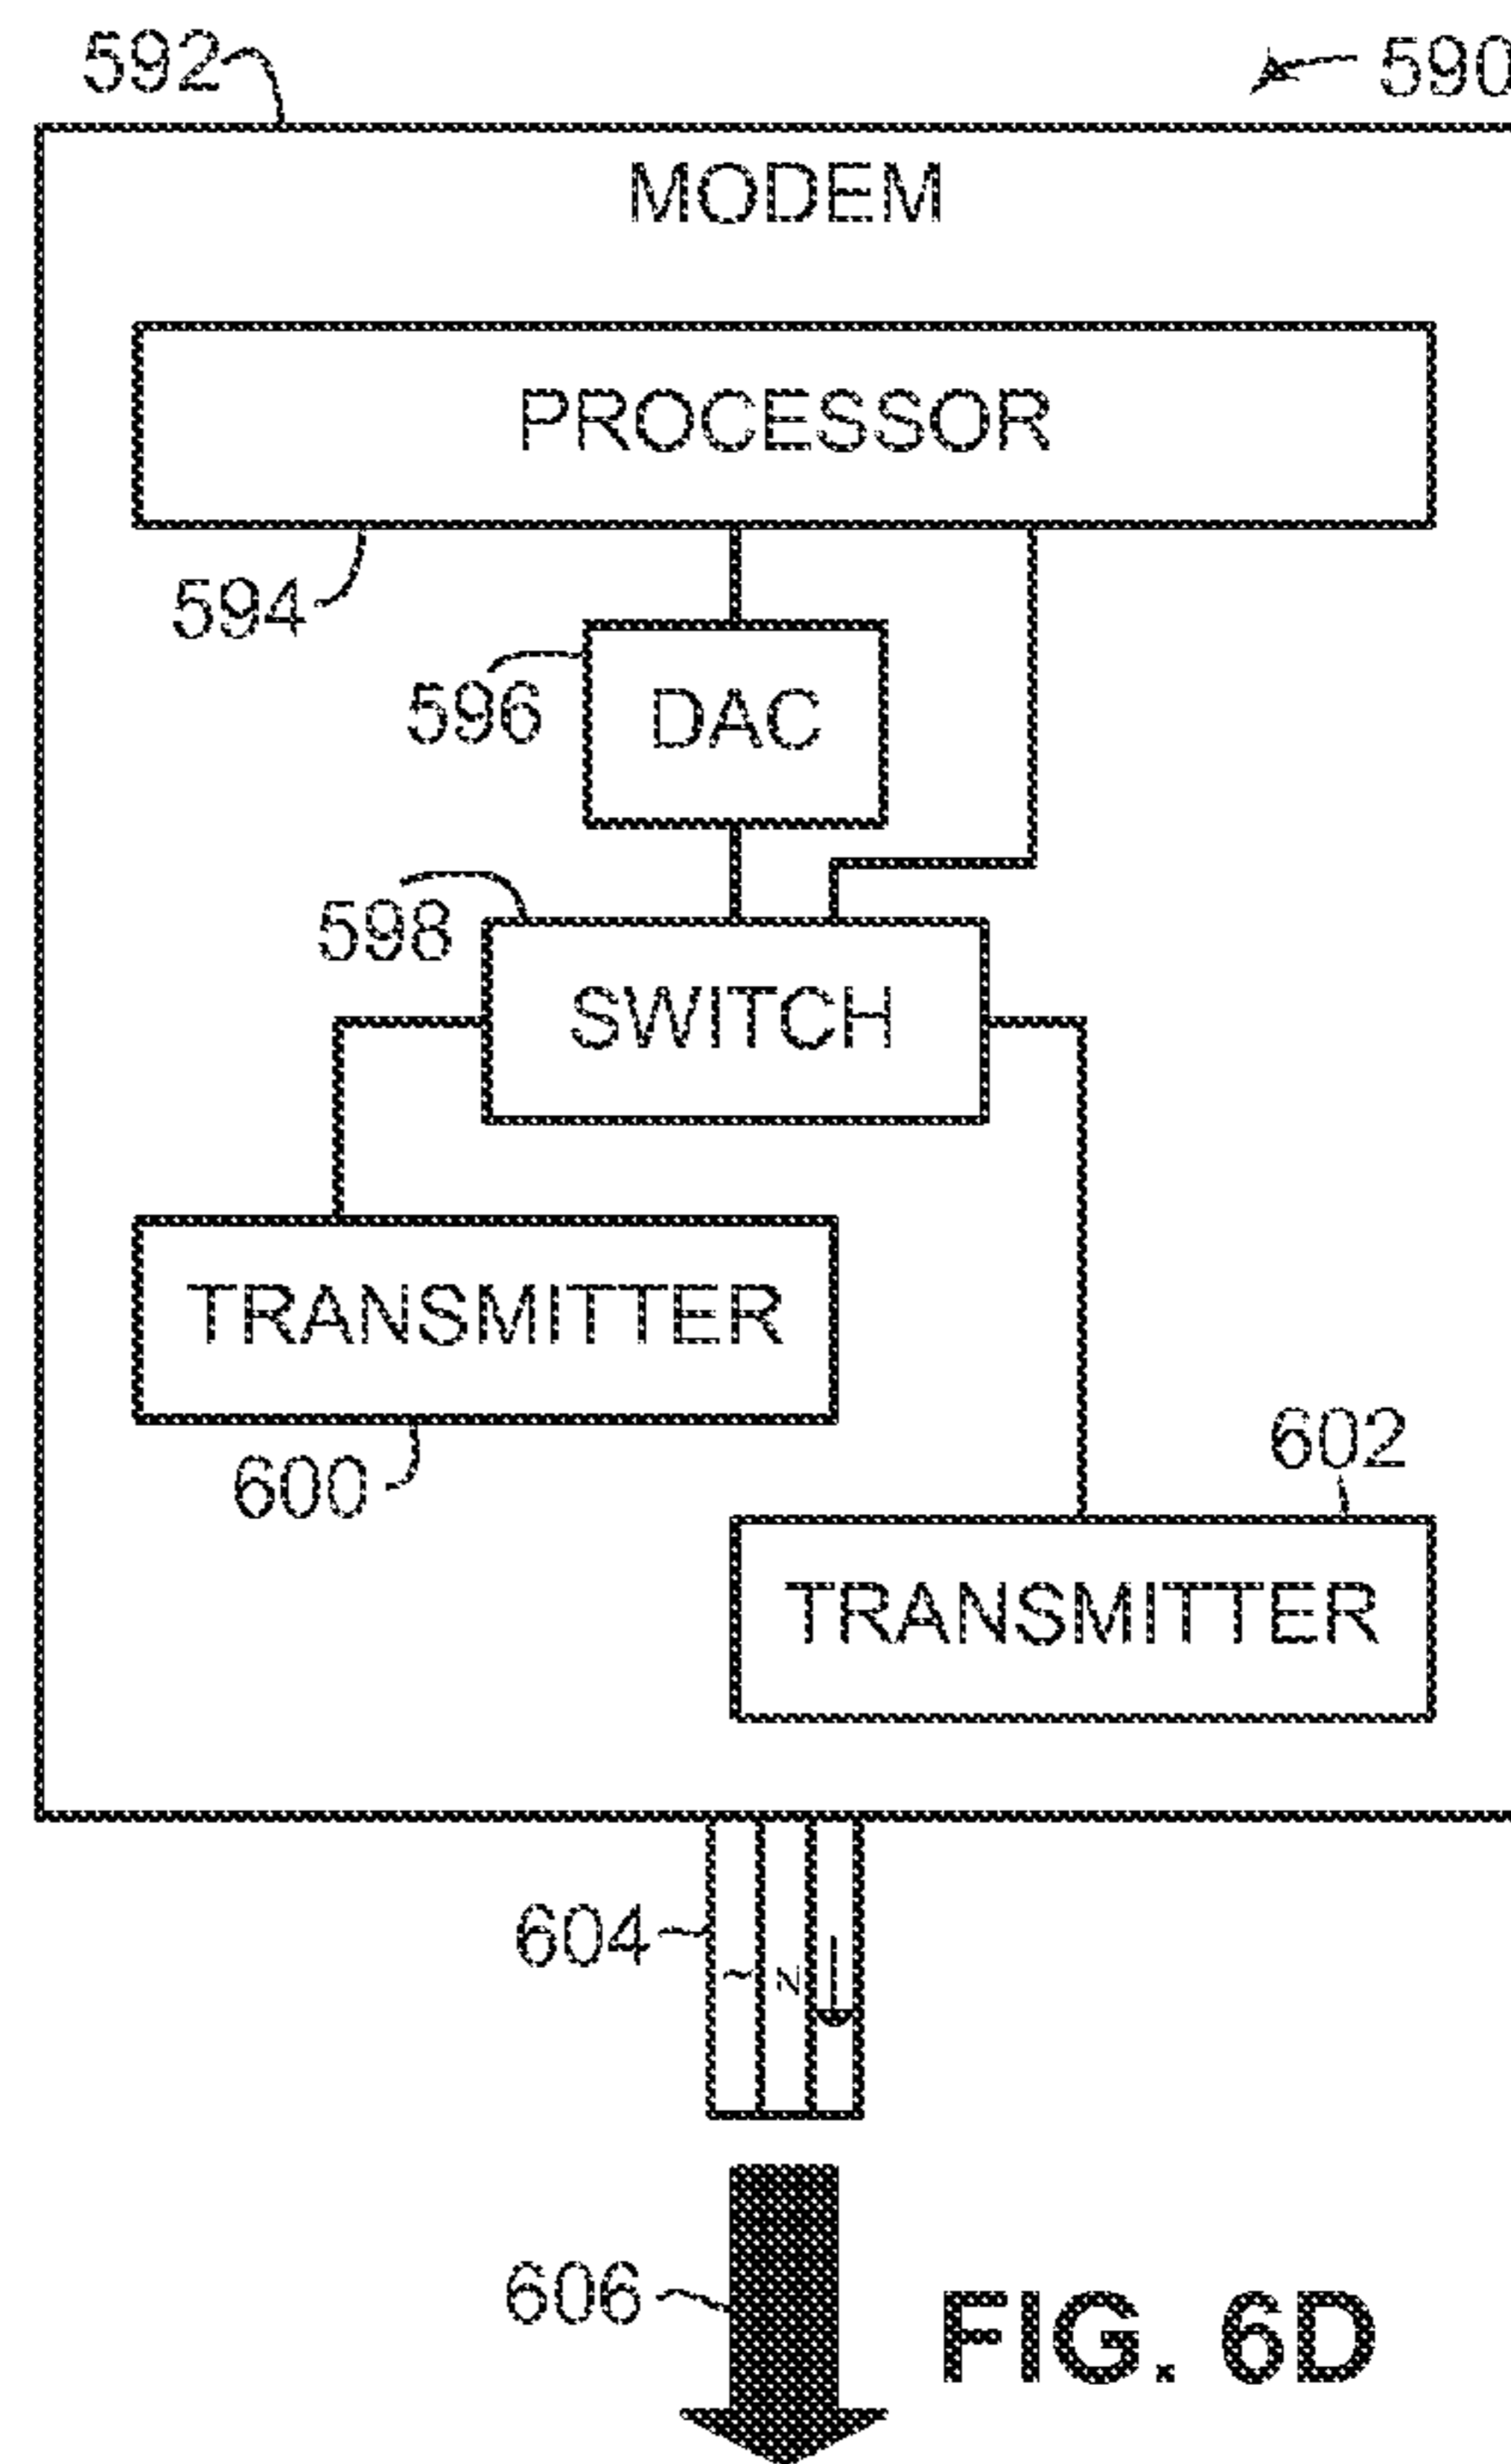 592
590
MODEM
PROCESSOR
594
596
DAC
598
SWITCH
TRANSMITTER
600
602
TRANSMITTER
604
606
FIG. 6D